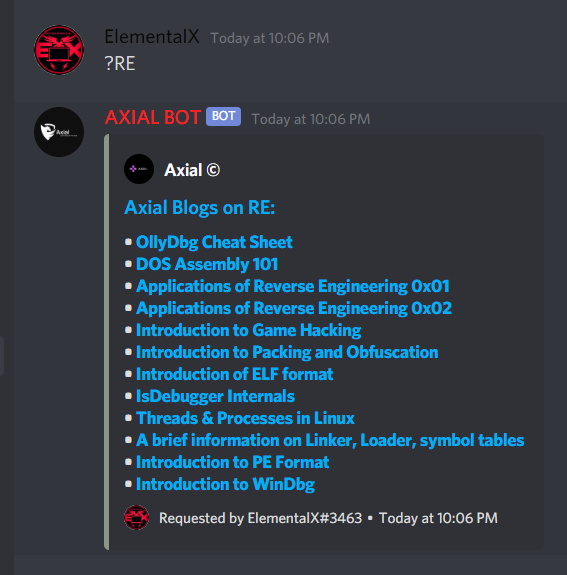 ElementalX Today at 10:06 PM
?RE
Axial
AXIAL BOT BOT Today at 10:06 PM
Axial ©
Axial Blogs on RE:
▪ OllyDbg Cheat Sheet
▪ DOS Assembly 101
▪ Applications of Reverse Engineering 0x01
▪ Applications of Reverse Engineering 0x02
▪ Introduction to Game Hacking
▪ Introduction to Packing and Obfuscation
▪ Introduction of ELF format
▪ IsDebugger Internals
▪ Threads & Processes in Linux
▪ A brief information on Linker, Loader, symbol tables
▪ Introduction to PE Format
▪ Introduction to WinDbg
Requested by ElementalX#3463 • Today at 10:06 PM